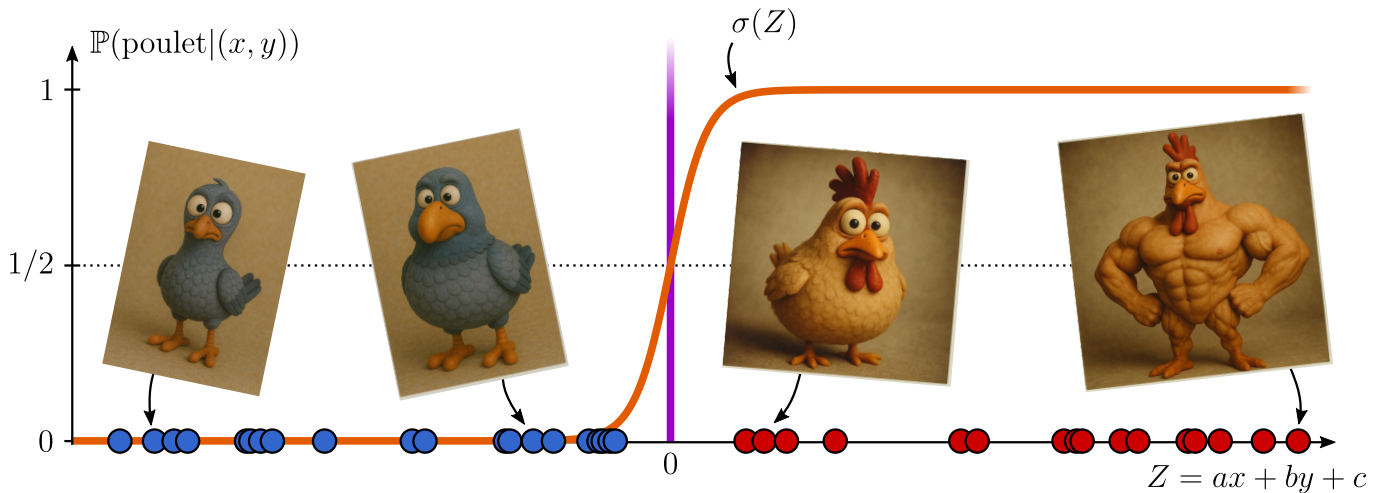 σ(Z)
ℙ(poulet|(x, y))
1
1/2
0
0
Z = ax + by + c